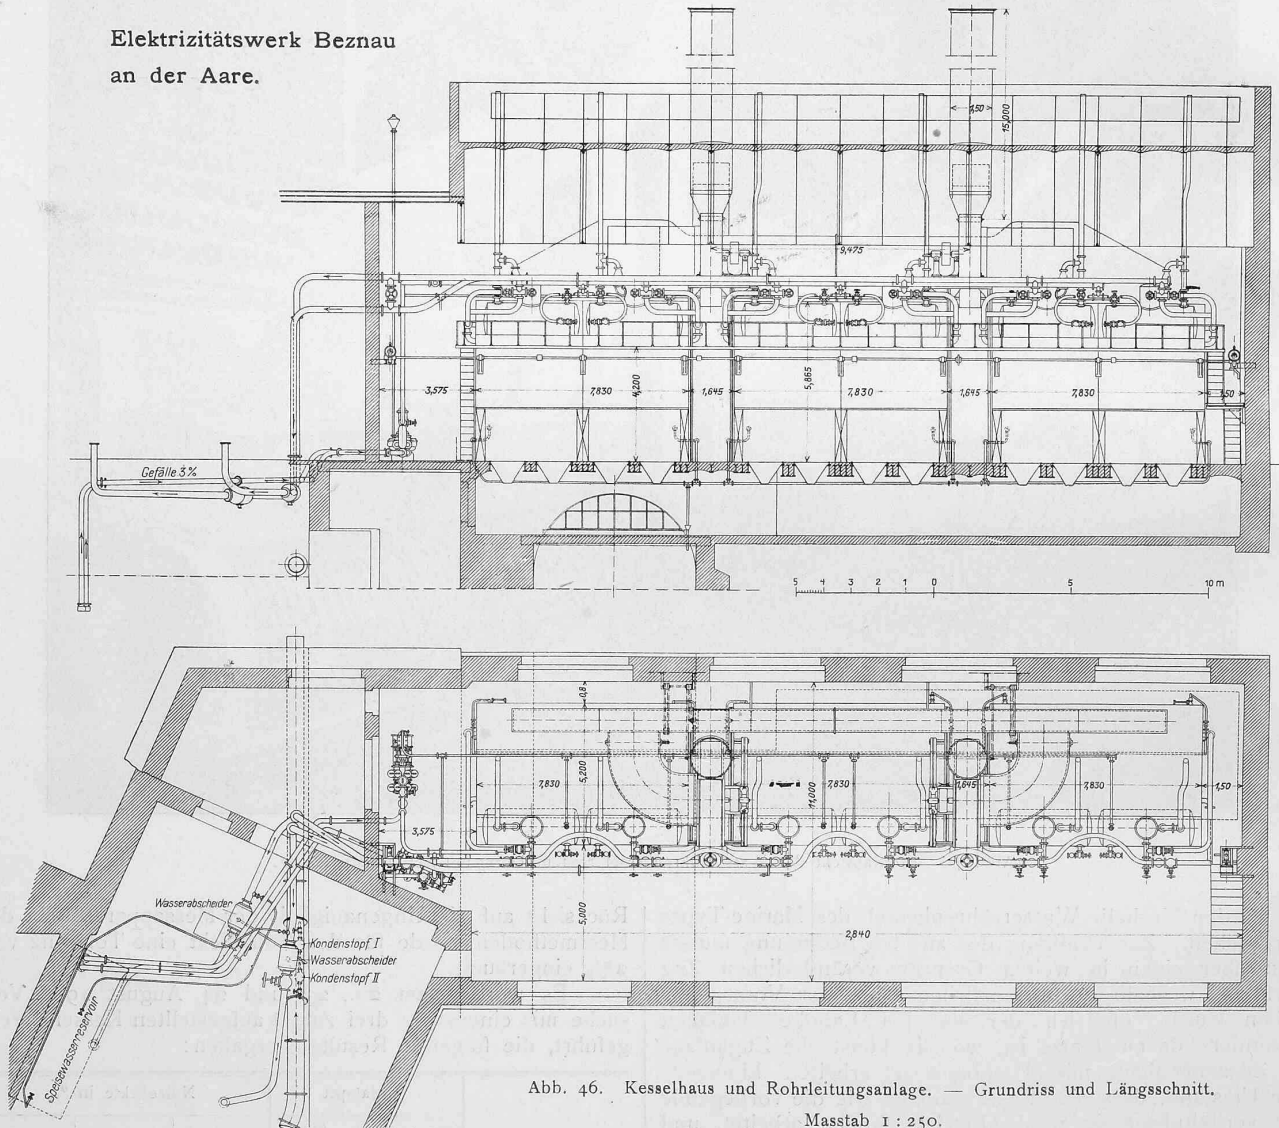 Elektrizitätswerk Beznau
an der Aare.
1,50
15,000
9,475
3,575
7,830
4,200
1,645
5,865
7,830
1,645
7,830
1,50
Gefälle 3%
5 4 3 2 1 0 5 10 m
0,8
7,830
5,200
11,000
7,830
1,645
7,830
1,50
3,575
5,000
2,840
Wasserabscheider
Kondenstopf I
Wasserabscheider
Kondenstopf II
Speisewasserreservoir
Abb. 46. Kesselhaus und Rohrleitungsanlage. — Grundriss und Längsschnitt.
Masstab 1 : 250.